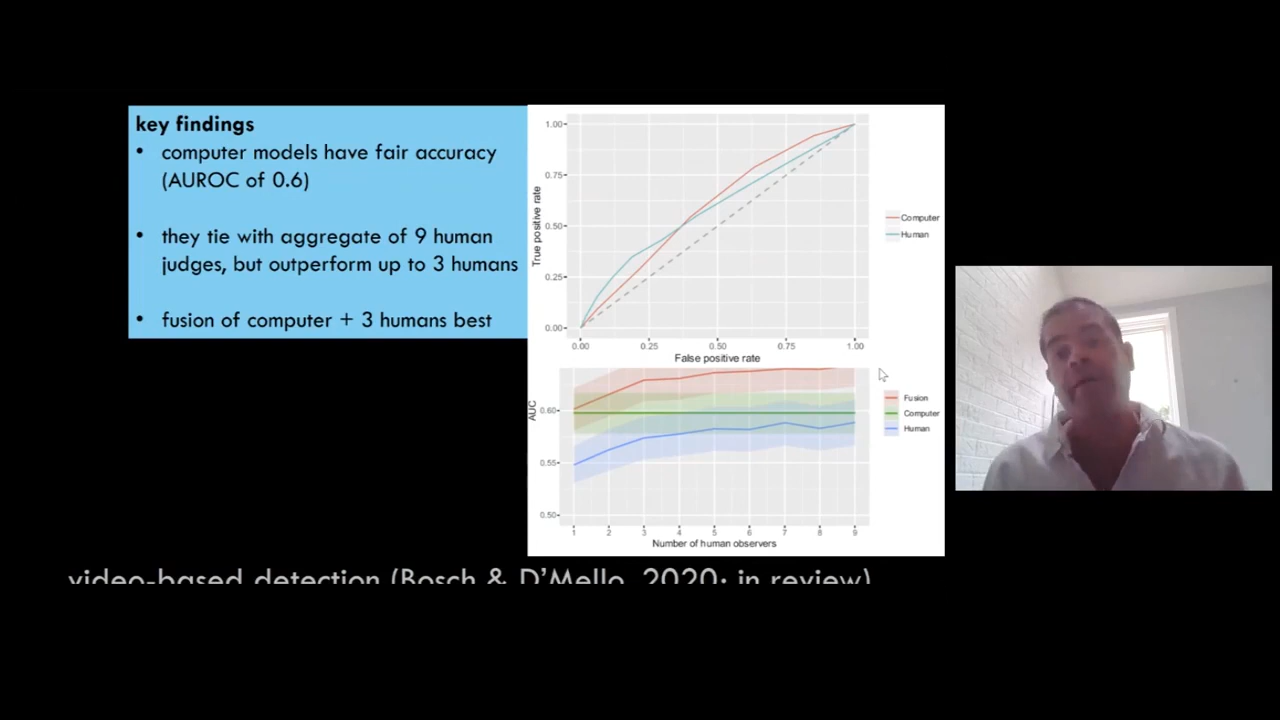 key findings
• computer models have fair accuracy
(AUROC of 0.6)
• they tie with aggregate of 9 human
judges, but outperform up to 3 humans
• fusion of computer + 3 humans best
1.00
0.75
0.50
0.25
0.00
True positive rate
0.00 0.25 0.50 0.75 1.00
False positive rate
Computer
Human
0.60
0.55
0.50
AUC
1 2 3 4 5 6 7 8 9
Number of human observers
Fusion
Computer
Human
video-based detection (Bosch & D'Mello, 2020; in review)